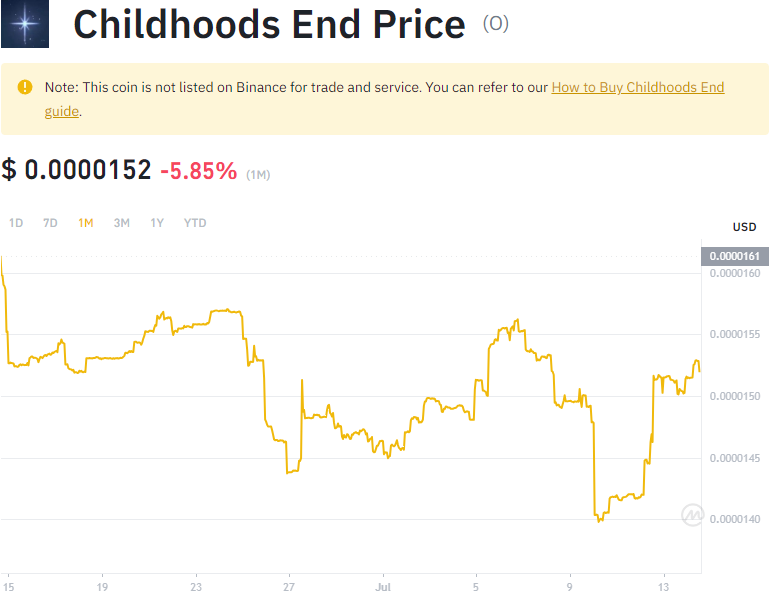 Childhoods End Price (O)
Note: This coin is not listed on Binance for trade and service. You can refer to our How to Buy Childhoods End
guide.
$ 0.0000152 -5.85% (1M)
1D 7D 1M 3M 1Y YTD
USD
0.0000161
0.0000160
0.0000155
0.0000150
0.0000145
0.0000140
15 19 23 27 Jul 5 9 13